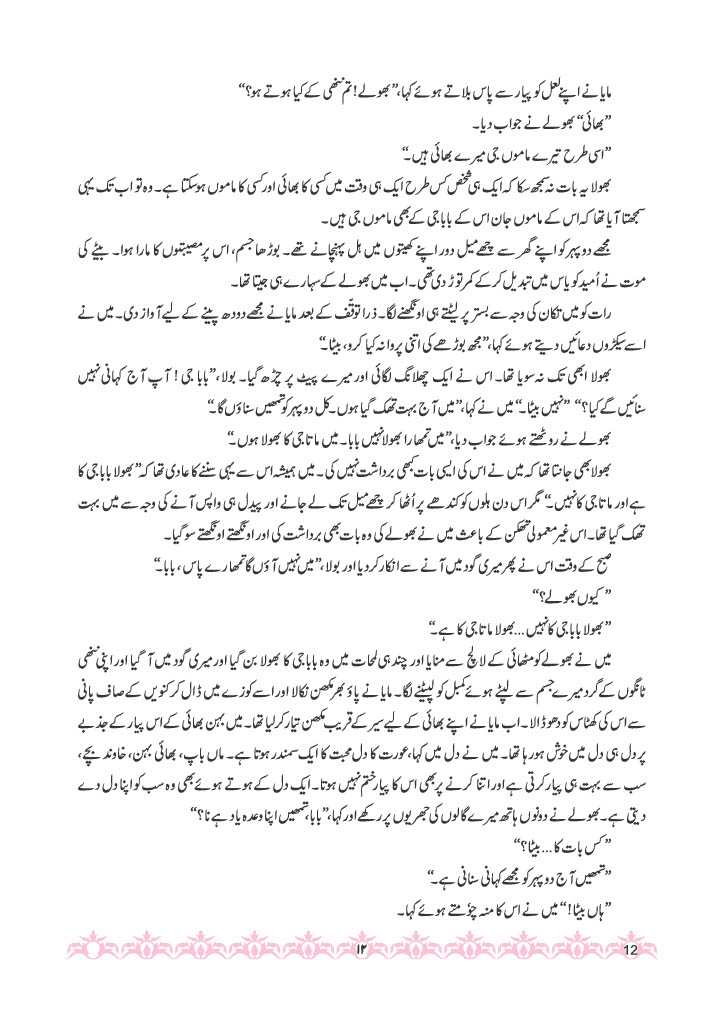 مایا نے اپنے لعل کو پیار سے پاس بلاتے ہوئے کہا، ”بھولے! تم ننھی کے کیا ہوتے ہو؟“
”بھائی“ بھولے نے جواب دیا۔
”اسی طرح تیرے ماموں جی میرے بھائی ہیں۔“
بھولا یہ بات نہ سمجھ سکا کہ ایک ہی شخص کس طرح ایک ہی وقت میں کسی کا بھائی اور کسی کا ماموں ہوسکتا ہے۔ وہ تو اب تک یہی
سمجھتا آیا تھا کہ اس کے ماموں جان اس کے باباجی کے بھی ماموں جی ہیں۔
مجھے دوپہر کو اپنے گھر سے چھے میل دور اپنے کھیتوں میں ہل پہنچانے تھے۔ بوڑھا جسم، اس پر مصیبتوں کا مارا ہوا۔ بیٹے کی
موت نے اُمید کو یاس میں تبدیل کرکے کمر توڑ دی تھی۔ اب میں بھولے کے سہارے ہی جیتا تھا۔
رات کو میں تکان کی وجہ سے بستر پر لیٹتے ہی اونگھنے لگا۔ ذرا توقّف کے بعد مایا نے مجھے دودھ پینے کے لیے آواز دی۔ میں نے
اسے سیکڑوں دعائیں دیتے ہوئے کہا، ”مجھ بوڑھے کی اتنی پروا نہ کیا کرو، بیٹا۔“
بھولا ابھی تک نہ سویا تھا۔ اس نے ایک چھلانگ لگائی اور میرے پیٹ پر چڑھ گیا۔ بولا، ”بابا جی! آپ آج کہانی نہیں
سنائیں گے کیا؟“ ”نہیں بیٹا۔“ میں نے کہا، ”میں آج بہت تھک گیا ہوں۔ کل دوپہر کو تمھیں سناؤں گا۔“
بھولے نے روٹھتے ہوئے جواب دیا، ”میں تمھارا بھولا نہیں بابا۔ میں ماتاجی کا بھولا ہوں۔“
بھولا بھی جانتا تھا کہ میں نے اس کی ایسی بات کبھی برداشت نہیں کی۔ میں ہمیشہ اس سے یہی سننے کا عادی تھا کہ ”بھولا باباجی کا
ہے اور ماتاجی کا نہیں۔“ مگر اس دن ہلوں کو کندھے پر اُٹھا کر چھے میل تک لے جانے اور پیدل ہی واپس آنے کی وجہ سے میں بہت
تھک گیا تھا۔ اس غیر معمولی تھکن کے باعث میں نے بھولے کی وہ بات بھی برداشت کی اور اونگھتے اونگھتے سو گیا۔
صبح کے وقت اس نے پھر میری گود میں آنے سے انکار کردیا اور بولا، ”میں نہیں آؤں گا تمھارے پاس، بابا۔“
”کیوں بھولے؟“
”بھولا باباجی کا نہیں... بھولا ماتاجی کا ہے۔“
میں نے بھولے کو مٹھائی کے لالچ سے منایا اور چند ہی لمحات میں وہ باباجی کا بھولا بن گیا اور میری گود میں آ گیا اور اپنی ننھی
ٹانگوں کے گرد میرے جسم سے لپٹے ہوئے کمبل کو لپیٹنے لگا۔ مایا نے پاؤ بھر مکھن نکالا اور اسے کوزے میں ڈال کر کنویں کے صاف پانی
سے اس کی کھٹاس کو دھو ڈالا۔ اب مایا نے اپنے بھائی کے لیے سیر کے قریب مکھن تیار کرلیا تھا۔ میں بہن بھائی کے اس پیار کے جذبے
پر دل ہی دل میں خوش ہو رہا تھا۔ میں نے دل میں کہا، عورت کا دل محبت کا ایک سمندر ہوتا ہے۔ ماں باپ، بھائی بہن، خاوند بچے،
سب سے بہت ہی پیار کرتی ہے اور اتنا کرنے پر بھی اس کا پیار ختم نہیں ہوتا۔ ایک دل کے ہوتے ہوئے بھی وہ سب کو اپنا دل دے
دیتی ہے۔ بھولے نے دونوں ہاتھ میرے گالوں کی جھریوں پر رکھے اور کہا، ”بابا، تمھیں اپنا وعدہ یاد ہے نا؟“
”کس بات کا... بیٹا؟“
”تمھیں آج دوپہر کو مجھے کہانی سنانی ہے۔“
”ہاں بیٹا!“ میں نے اس کا منہ چوٗمتے ہوئے کہا۔
۱۲
12